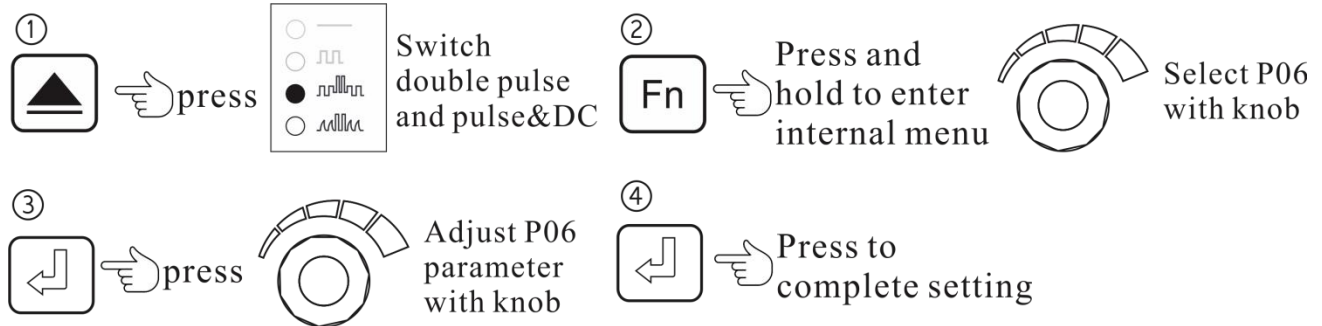 ①
press
Switch
double pulse
and pulse&DC
②
Fn
Press and
hold to enter
internal menu
Select P06
with knob
③
press
Adjust P06
parameter
with knob
④
Press to
complete setting